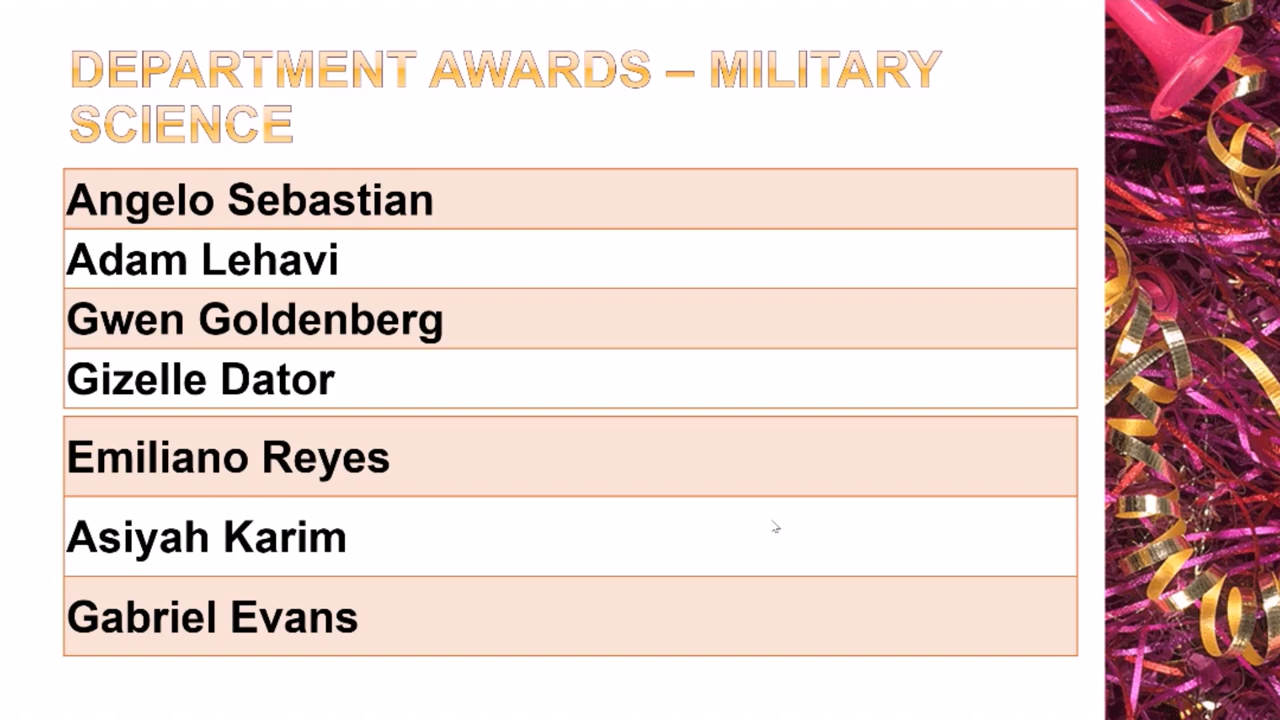 DEPARTMENT AWARDS – MILITARY
SCIENCE
Angelo Sebastian
Adam Lehavi
Gwen Goldenberg
Gizelle Dator
Emiliano Reyes
Asiyah Karim
Gabriel Evans